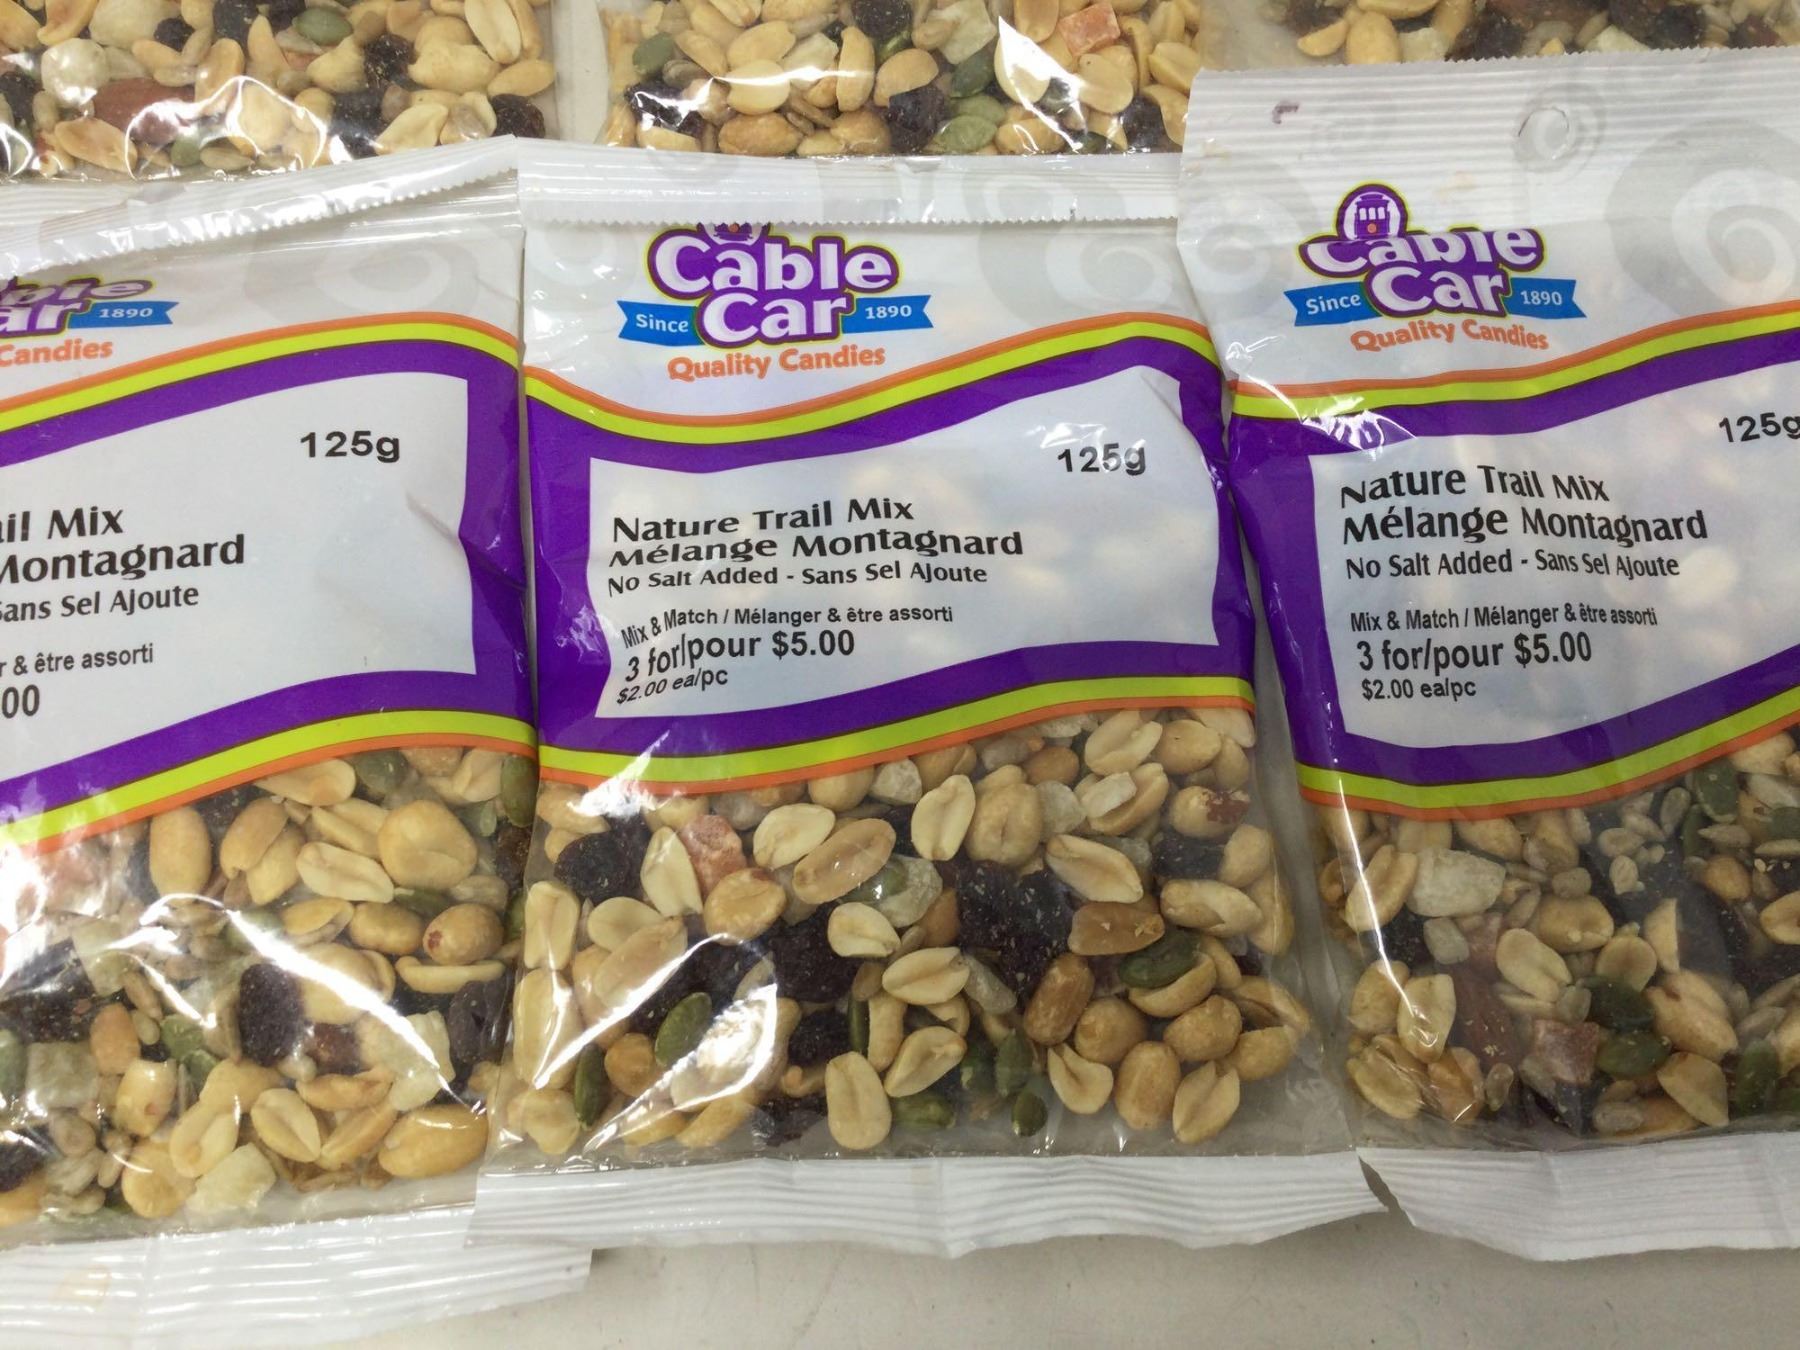 able
ar 1890
Candies
125g
ail Mix
Montagnard
Sans Sel Ajoute
r & être assorti
00
Cable
Since Car 1890
Quality Candies
125g
Nature Trail Mix
Mélange Montagnard
No Salt Added - Sans Sel Ajoute
Mix & Match / Mélanger & être assorti
3 for/pour $5.00
$2.00 ea/pc
Cable
Since Car 1890
Quality Candies
125g
Nature Trail Mix
Mélange Montagnard
No Salt Added - Sans Sel Ajoute
Mix & Match / Mélanger & être assorti
3 for/pour $5.00
$2.00 ea/pc